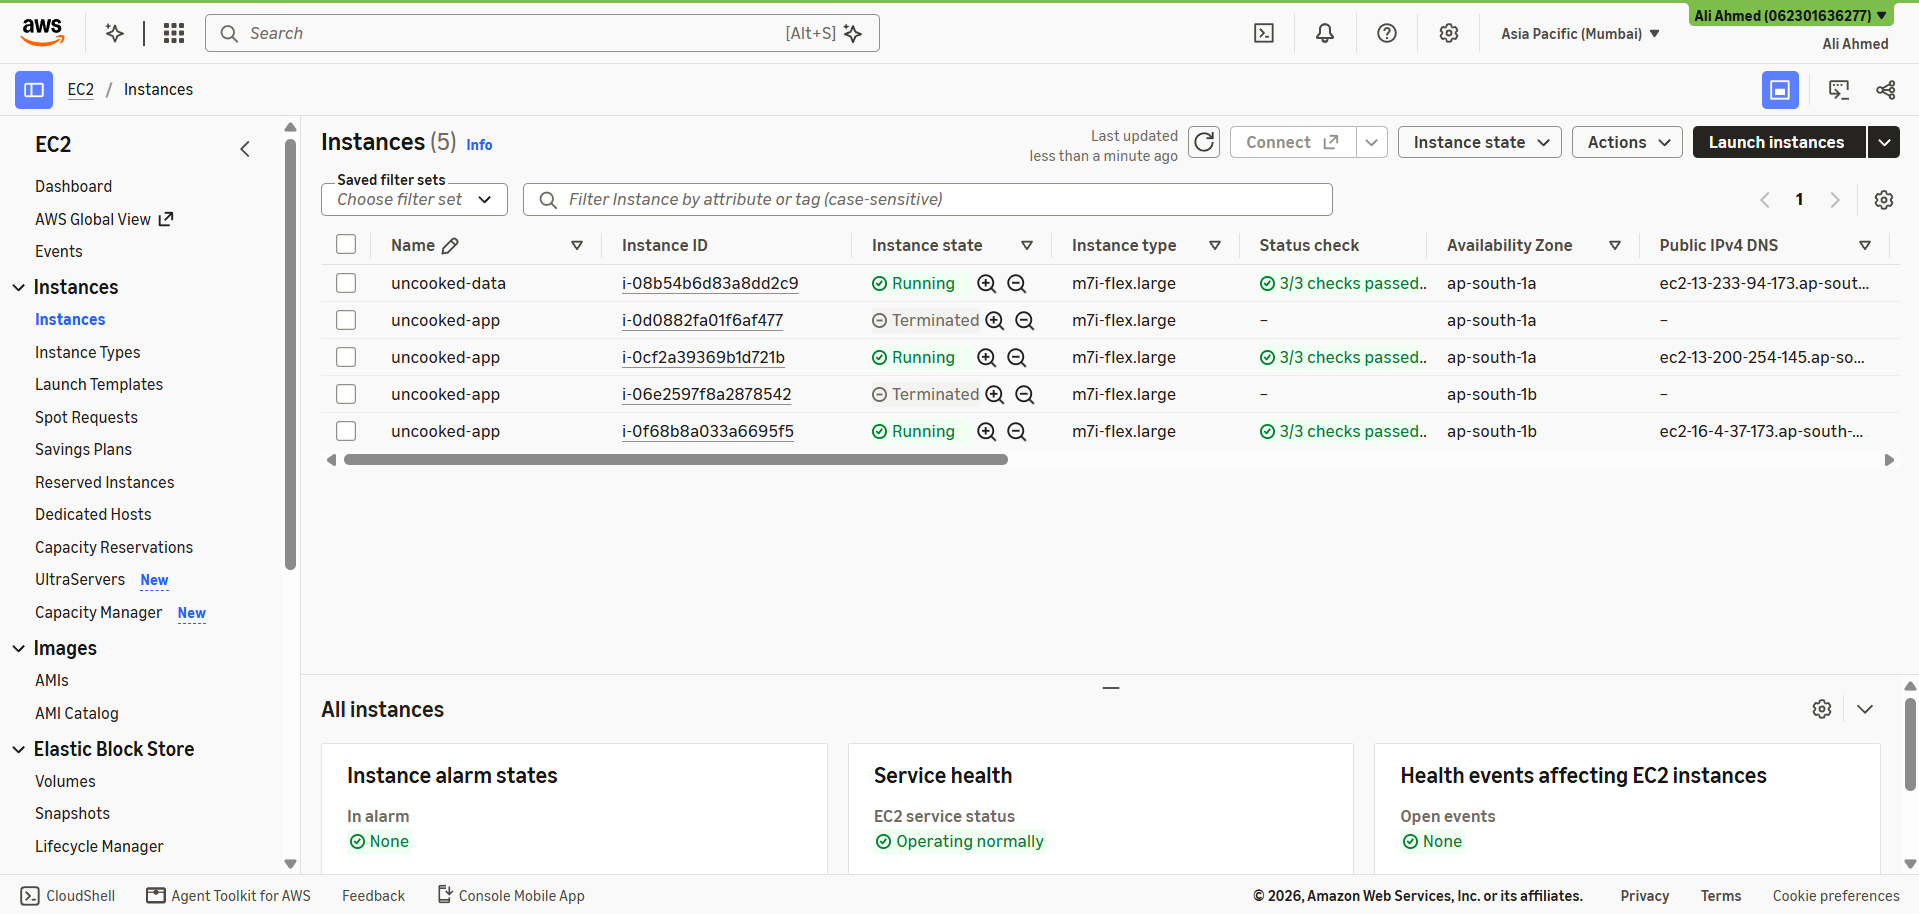 aws
Search [Alt+S]
Asia Pacific (Mumbai)
Ali Ahmed (062301636277)
Ali Ahmed
EC2 / Instances
EC2
Dashboard
AWS Global View
Events
Instances
Instances
Instance Types
Launch Templates
Spot Requests
Savings Plans
Reserved Instances
Dedicated Hosts
Capacity Reservations
UltraServers New
Capacity Manager New
Images
AMIs
AMI Catalog
Elastic Block Store
Volumes
Snapshots
Lifecycle Manager
Instances (5) Info
Last updated
less than a minute ago
Connect
Instance state
Actions
Launch instances
Saved filter sets
Choose filter set
Filter Instance by attribute or tag (case-sensitive)
1
Name Instance ID Instance state Instance type Status check Availability Zone Public IPv4 DNS
uncooked-data i-08b54b6d83a8dd2c9 Running m7i-flex.large 3/3 checks passed.. ap-south-1a ec2-13-233-94-173.ap-sout...
uncooked-app i-0d0882fa01f6af477 Terminated m7i-flex.large – ap-south-1a –
uncooked-app i-0cf2a39369b1d721b Running m7i-flex.large 3/3 checks passed.. ap-south-1a ec2-13-200-254-145.ap-so...
uncooked-app i-06e2597f8a2878542 Terminated m7i-flex.large – ap-south-1b –
uncooked-app i-0f68b8a033a6695f5 Running m7i-flex.large 3/3 checks passed.. ap-south-1b ec2-16-4-37-173.ap-south-...
All instances
Instance alarm states
In alarm
None
Service health
EC2 service status
Operating normally
Health events affecting EC2 instances
Open events
None
CloudShell Agent Toolkit for AWS Feedback Console Mobile App © 2026, Amazon Web Services, Inc. or its affiliates. Privacy Terms Cookie preferences